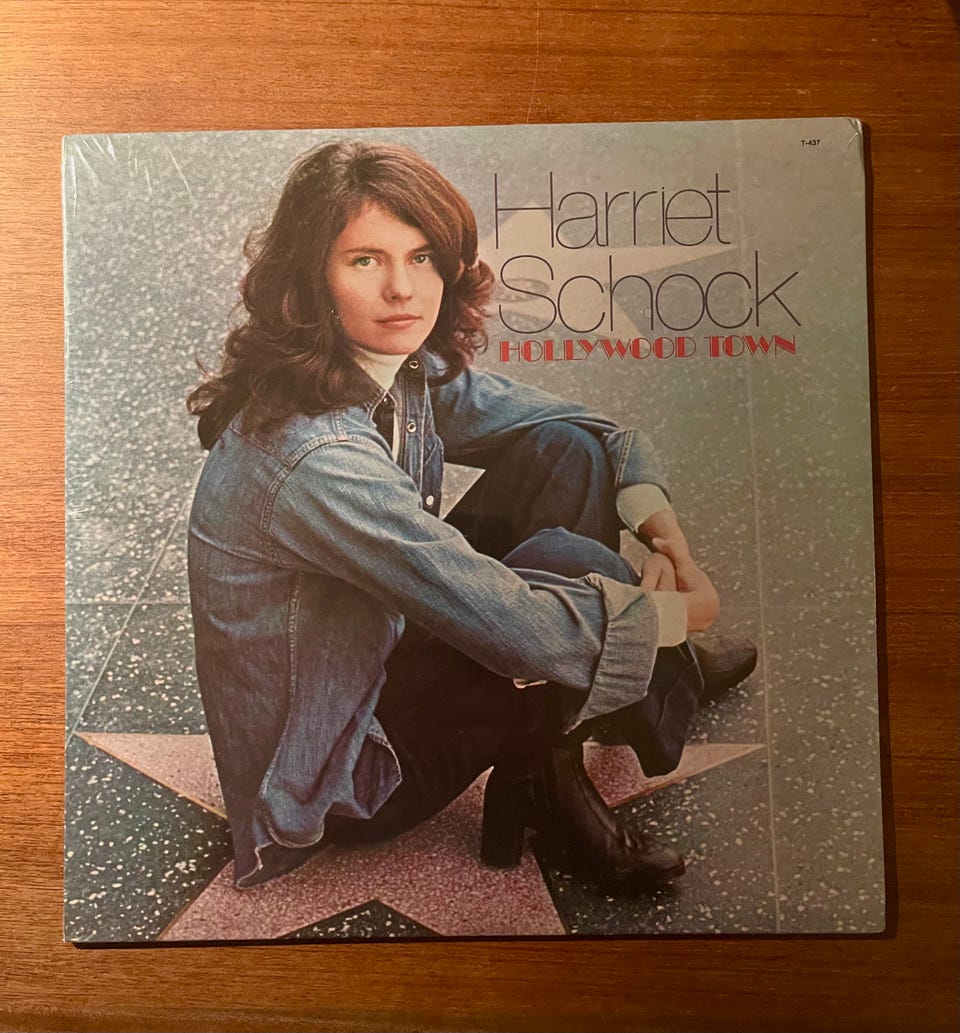 T-437
Harriet
Schock
HOLLYWOOD TOWN